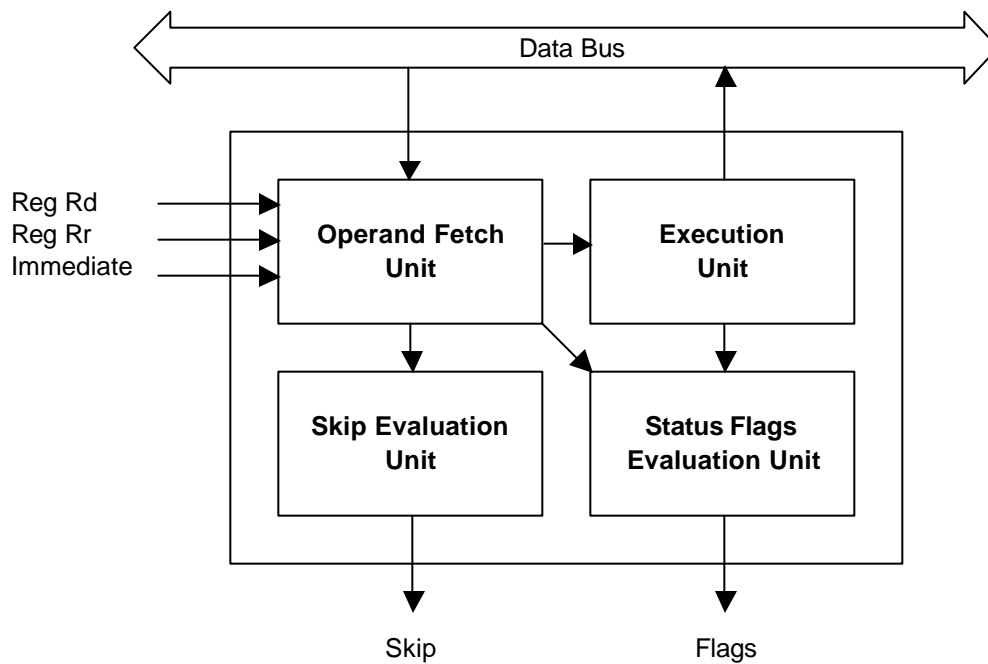 Data Bus
Reg Rd
Reg Rr
Immediate
Operand Fetch
Unit
Execution
Unit
Skip Evaluation
Unit
Status Flags
Evaluation Unit
Skip
Flags